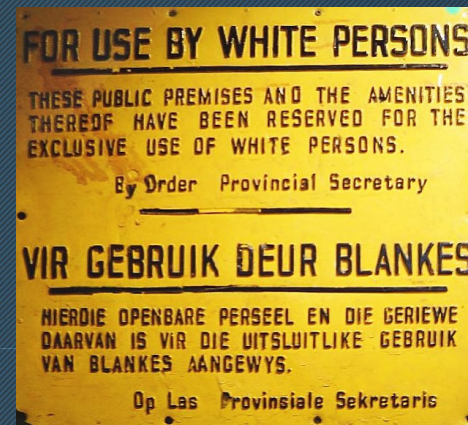 FOR USE BY WHITE PERSONS
THESE PUBLIC PREMISES AND THE AMENITIES
THEREOF HAVE BEEN RESERVED FOR THE
EXCLUSIVE USE OF WHITE PERSONS.
By Order Provincial Secretary
VIR GEBRUIK DEUR BLANKES
HIERDIE OPENBARE PERSEEL EN DIE GERIEWE
DAARVAN IS VIR DIE UITSLUITLIKE GEBRUIK
VAN BLANKES AANGEWYS.
Op Las Provinsiale Sekretaris